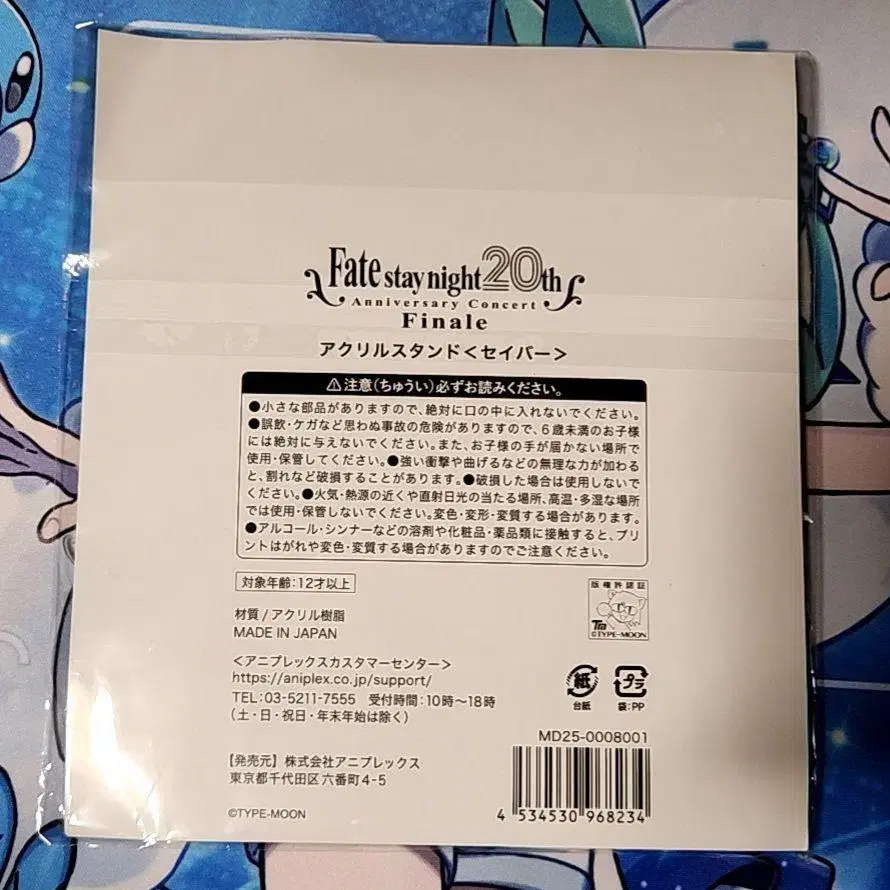 Fate stay night 20th
Anniversary Concert
Finale
アクリルスタンド＜セイバー＞
⚠注意(ちゅうい)必ずお読みください。
●小さな部品がありますので、絶対に口の中に入れないでください。
●誤飲・ケガなど思わぬ事故の危険がありますので、6歳未満のお子様
には絶対に与えないでください。また、お子様の手が届かない場所で
使用・保管してください。●強い衝撃や曲げるなどの無理な力が加わる
と、割れなど破損することがあります。●破損した場合は使用しないで
ください。●火気・熱源の近くや直射日光の当たる場所、高温・多湿な場所
では使用・保管しないでください。変色・変形・変質する場合があります。
●アルコール・シンナーなどの溶剤や化粧品・薬品類に接触すると、プリ
ントはがれや変色・変質する場合がありますのでご注意ください。
対象年齢:12才以上
版権許諾証
TM
©TYPE-MOON
材質 / アクリル樹脂
MADE IN JAPAN
＜アニプレックスカスタマーセンター＞
https://aniplex.co.jp/support/
TEL:03-5211-7555 受付時間:10時〜18時
(土・日・祝日・年末年始は除く)
紙
台紙
プラ
袋:PP
MD25-0008001
【発売元】株式会社アニプレックス
東京都千代田区六番町4-5
©TYPE-MOON
4 534530 968234